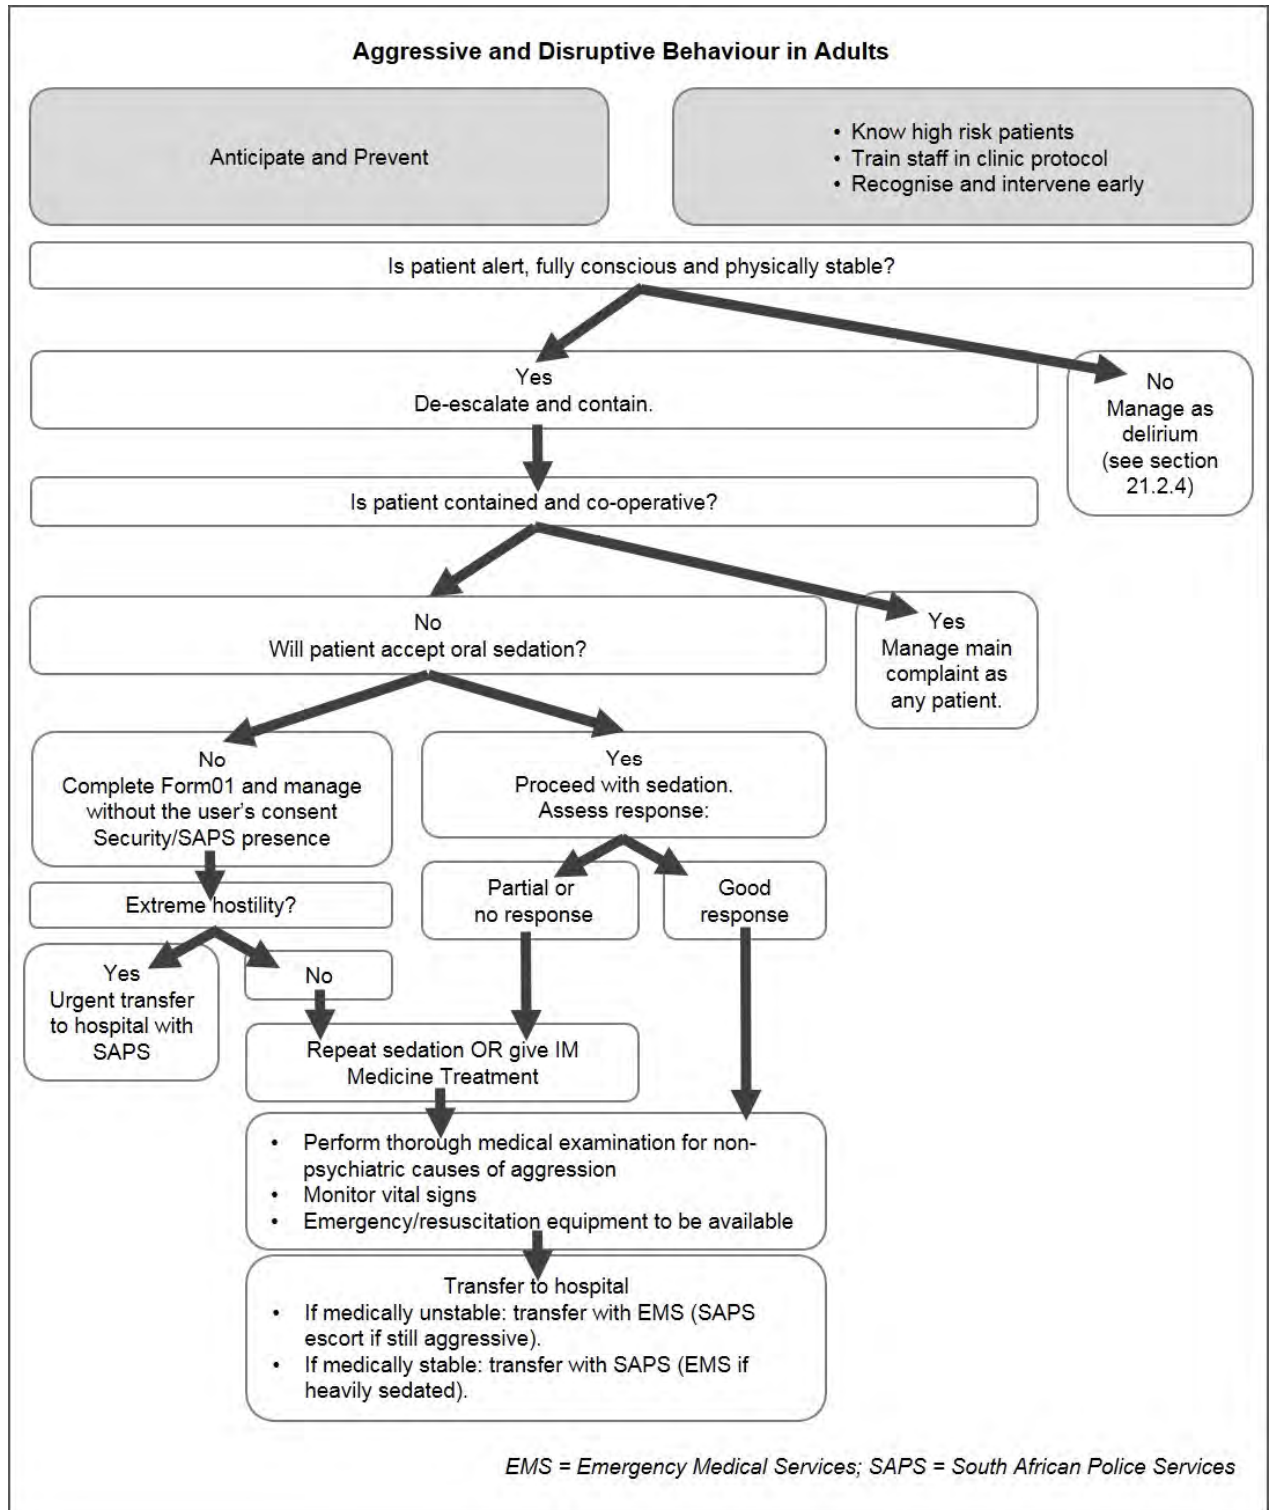 Aggressive and Disruptive Behaviour in Adults
Anticipate and Prevent
• Know high risk patients
• Train staff in clinic protocol
• Recognise and intervene early
Is patient alert, fully conscious and physically stable?
Yes
De-escalate and contain.
No
Manage as
delirium
(see section
21.2.4)
Is patient contained and co-operative?
No
Will patient accept oral sedation?
Yes
Manage main
complaint as
any patient.
No
Complete Form01 and manage
without the user's consent
Security/SAPS presence
Yes
Proceed with sedation.
Assess response:
Extreme hostility?
Partial or
no response
Good
response
Yes
Urgent transfer
to hospital with
SAPS
No
Repeat sedation OR give IM
Medicine Treatment
• Perform thorough medical examination for non-
psychiatric causes of aggression
• Monitor vital signs
• Emergency/resuscitation equipment to be available
Transfer to hospital
• If medically unstable: transfer with EMS (SAPS
escort if still aggressive).
• If medically stable: transfer with SAPS (EMS if
heavily sedated).
EMS = Emergency Medical Services; SAPS = South African Police Services